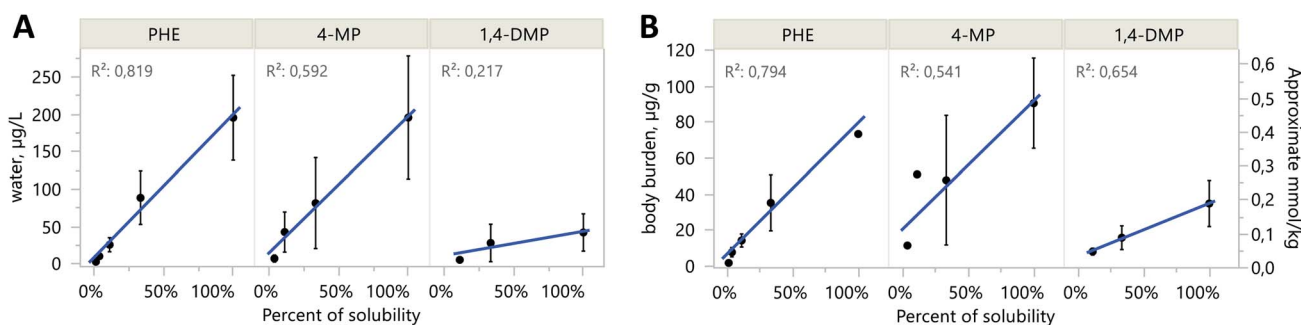 A
PHE 4-MP 1,4-DMP
R²: 0,819 R²: 0,592 R²: 0,217
water, µg/L
250
200
150
100
50
0
0% 50% 100% 0% 50% 100% 0% 50% 100%
Percent of solubility
B
PHE 4-MP 1,4-DMP
R²: 0,794 R²: 0,541 R²: 0,654
body burden, µg/g
120
100
80
60
40
20
0
0,6
0,5
0,4
0,3
0,2
0,1
0,0
Approximate mmol/kg
0% 50% 100% 0% 50% 100% 0% 50% 100%
Percent of solubility